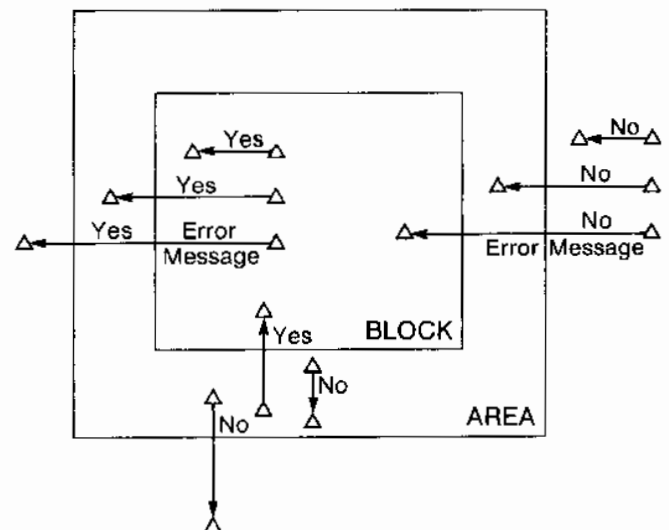 No
Yes
No
Yes
No
Yes
Error
Message
Error Message
Yes
BLOCK
No
No
AREA